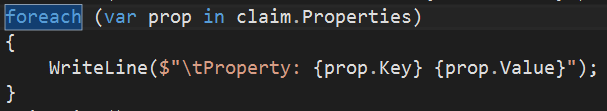 foreach (var prop in claim.Properties)
{
    WriteLine($"\tProperty: {prop.Key} {prop.Value}");
}